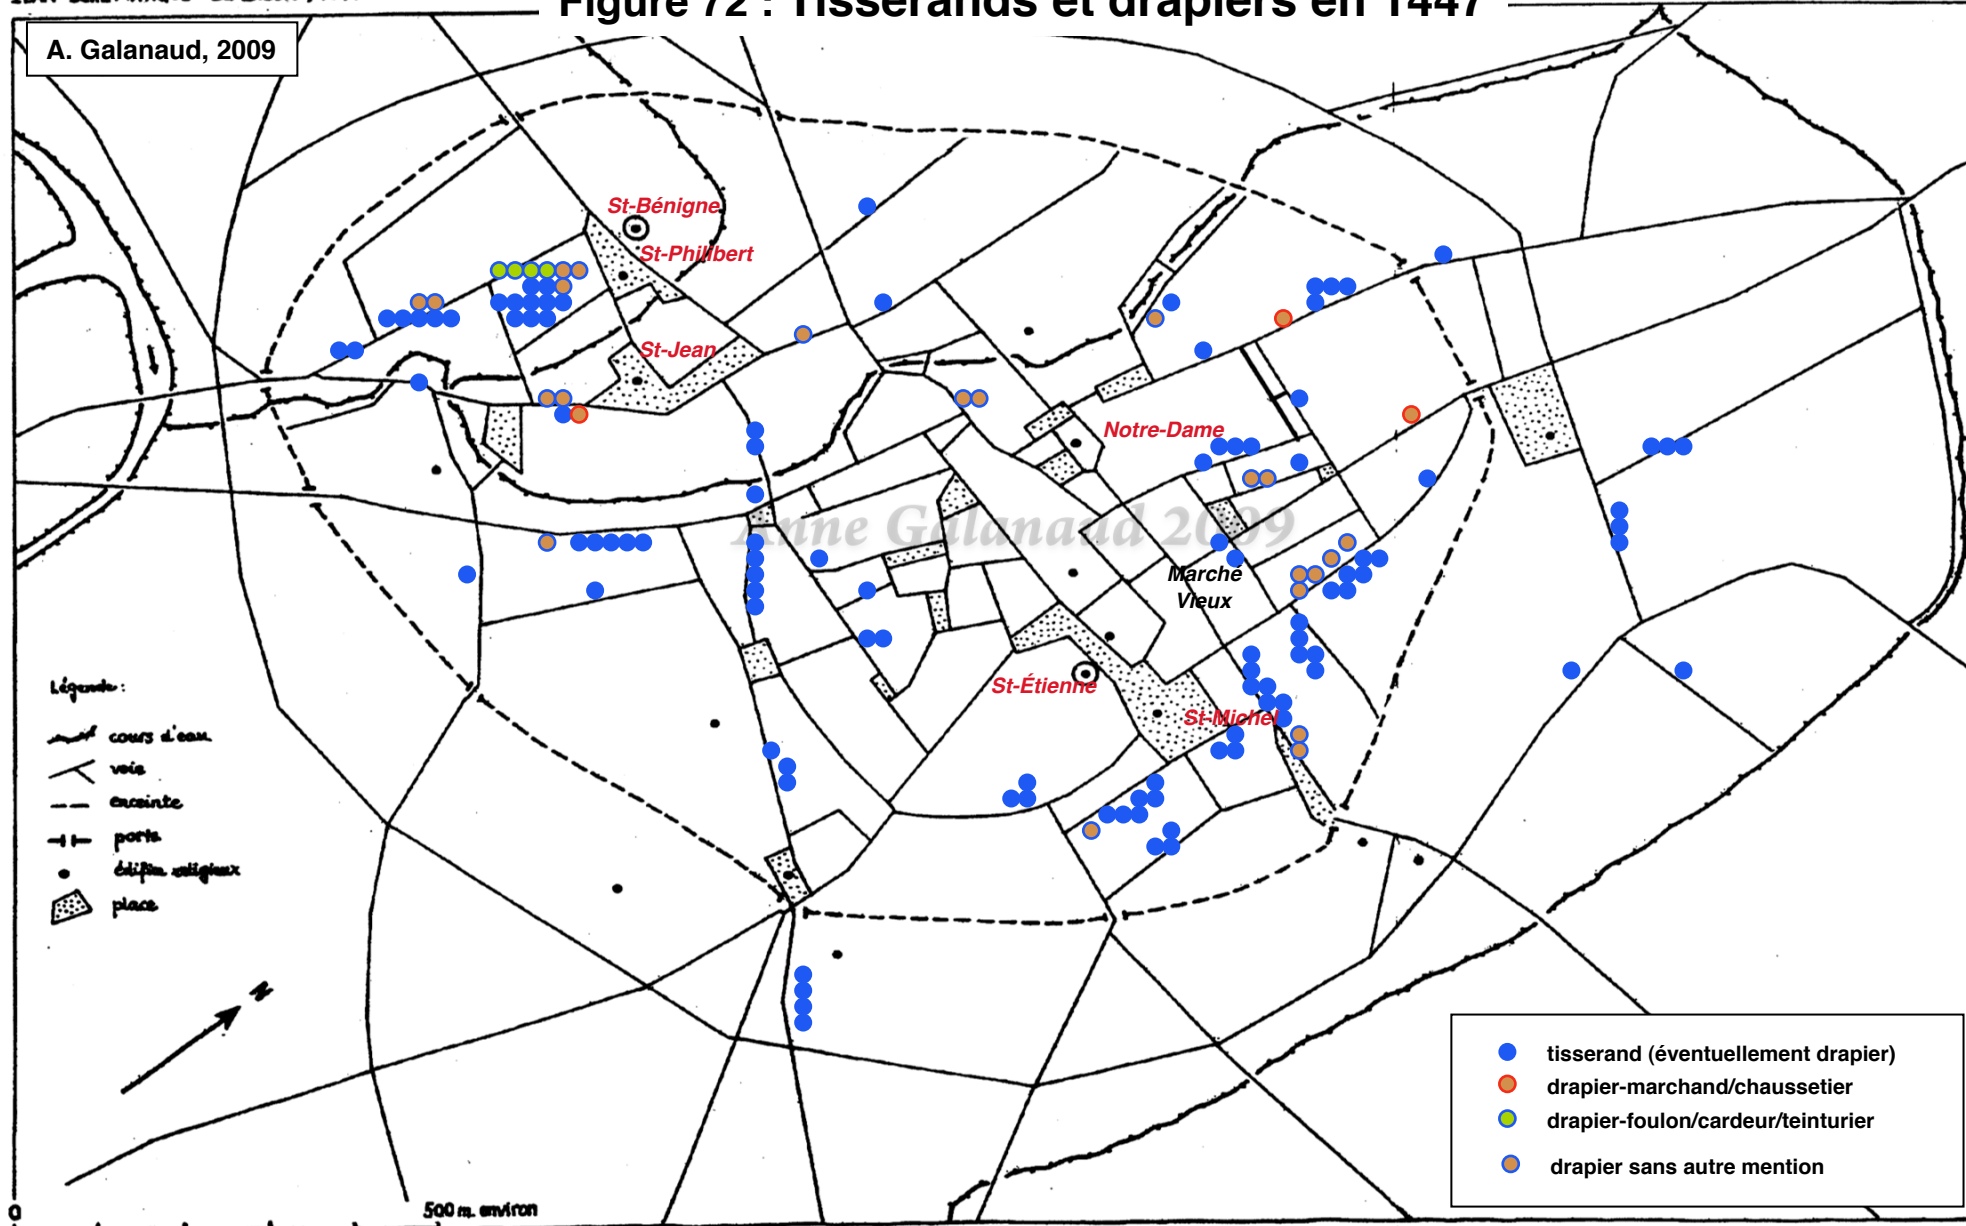 Figure 72 : Tisserands et drapiers en 1447
A. Galanaud, 2009
St-Bénigne
St-Philibert
St-Jean
Notre-Dame
Anne Galanaud 2009
Marché
Vieux
St-Étienne
St-Michel
Légende:
cours d'eau
voie
enceinte
porte
édifice religieux
place
N
tisserand (éventuellement drapier)
drapier-marchand/chaussetier
drapier-foulon/cardeur/teinturier
drapier sans autre mention
0
500 m. environ